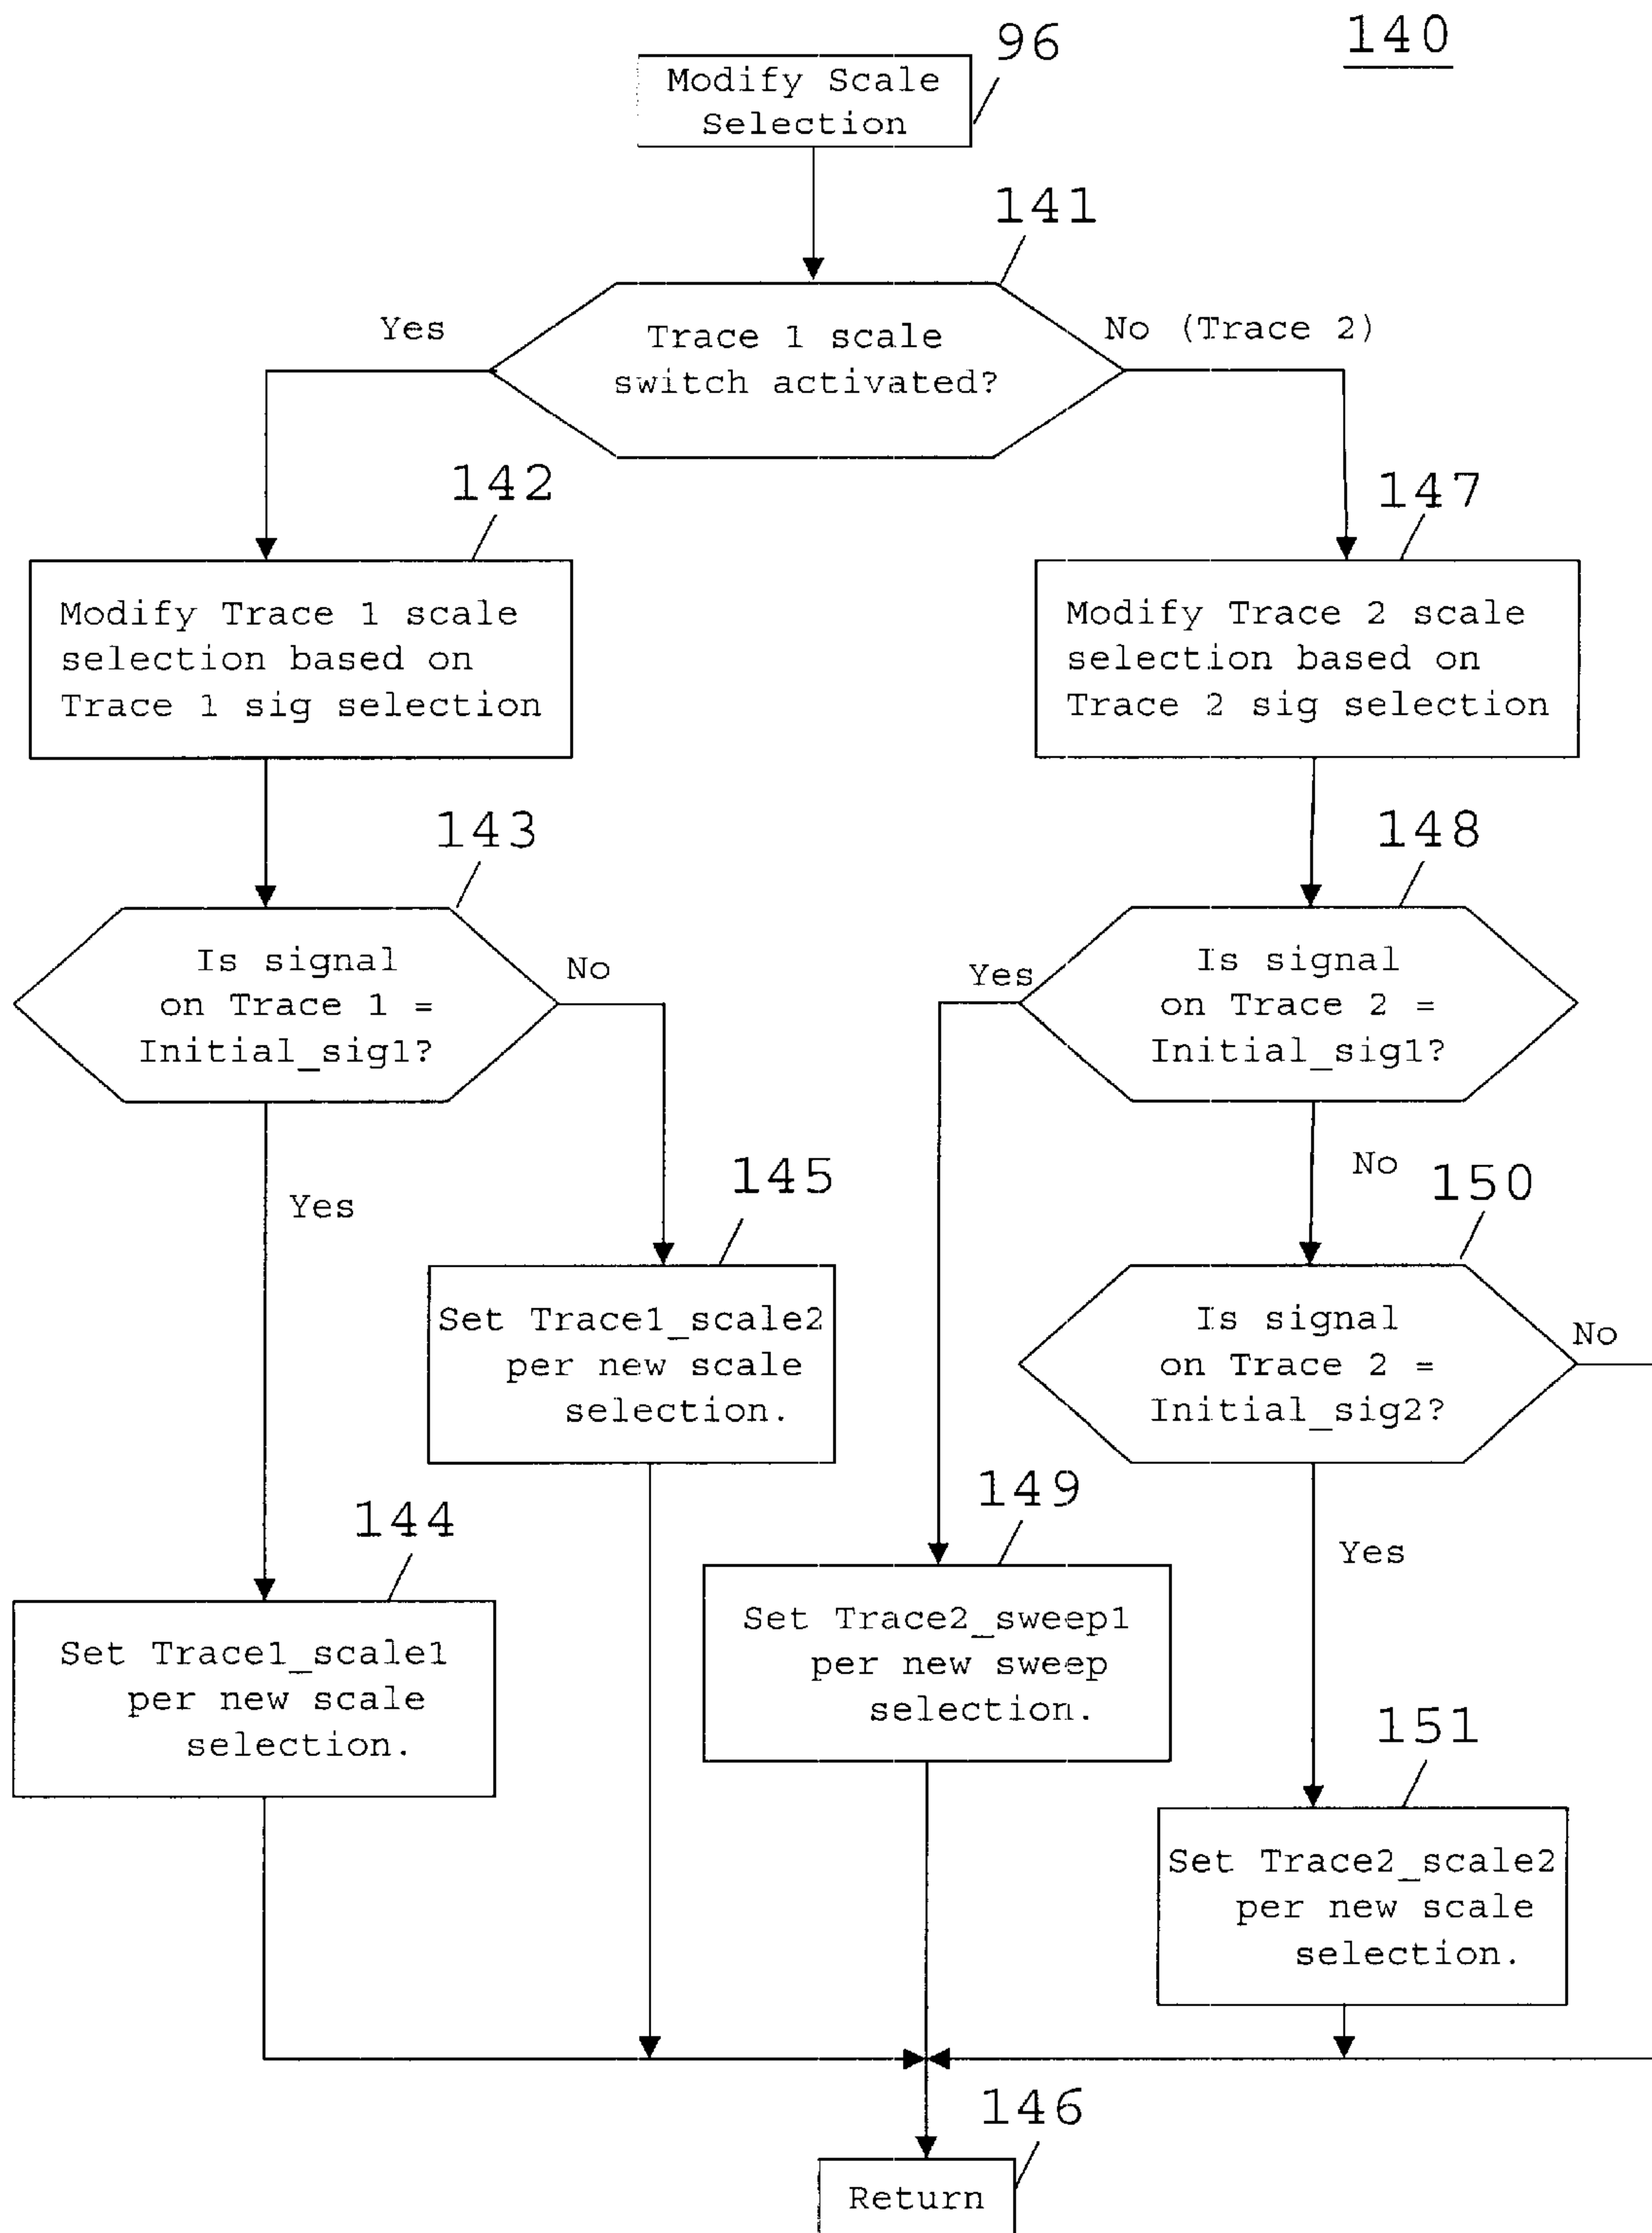 140
96
Modify Scale
Selection
141
Yes
Trace 1 scale
switch activated?
No (Trace 2)
142
Modify Trace 1 scale
selection based on
Trace 1 sig selection
147
Modify Trace 2 scale
selection based on
Trace 2 sig selection
143
Is signal
on Trace 1 =
Initial_sig1?
No
Yes
148
Is signal
on Trace 2 =
Initial_sig1?
Yes
No
145
Set Trace1_scale2
per new scale
selection.
150
Is signal
on Trace 2 =
Initial_sig2?
No
Yes
144
Set Trace1_scale1
per new scale
selection.
149
Set Trace2_sweep1
per new sweep
selection.
151
Set Trace2_scale2
per new scale
selection.
146
Return